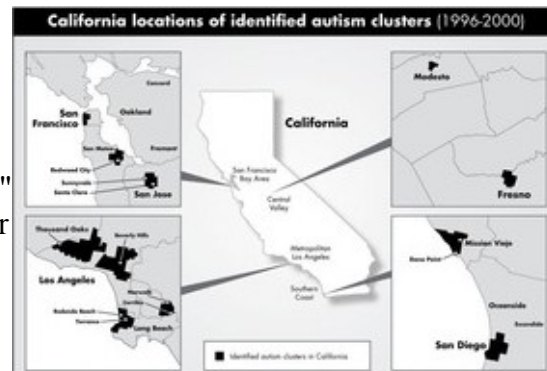 California locations of identified autism clusters (1996-2000)
Concord
San Francisco
Oakland
San Mateo
Fremont
Redwood City
Sunnyvale
Santa Clara
San Jose
Modesto
Fresno
California
San Francisco Bay Area
Central Valley
Metropolitan Los Angeles
Southern Coast
"
r
Thousand Oaks
Beverly Hills
Los Angeles
Norwalk
Cerritos
Redondo Beach
Torrance
Long Beach
Mission Viejo
Dana Point
Oceanside
Escondido
San Diego
Identified autism clusters in California